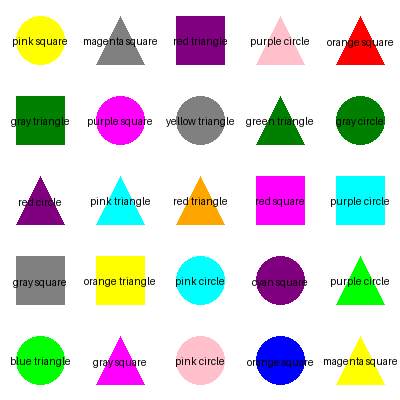 pink square magenta square red triangle purple circle orange square
gray triangle purple square yellow triangle green triangle gray circle
red circle pink triangle red triangle red square purple circle
gray square orange triangle pink circle cyan square purple circle
blue triangle gray square pink circle orange square magenta square